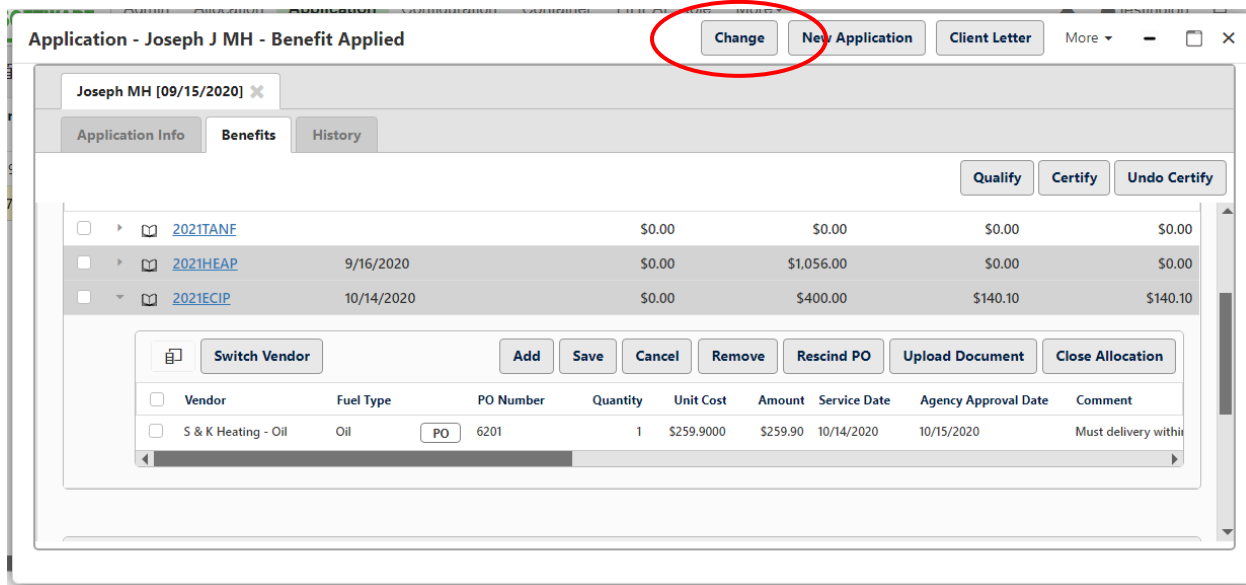 Application - Joseph J MH - Benefit Applied Change New Application Client Letter More
Joseph MH [09/15/2020]
Application Info Benefits History
Qualify Certify Undo Certify
2021TANF $0.00 $0.00 $0.00 $0.00
2021HEAP 9/16/2020 $0.00 $1,056.00 $0.00 $0.00
2021ECIP 10/14/2020 $0.00 $400.00 $140.10 $140.10
Switch Vendor Add Save Cancel Remove Rescind PO Upload Document Close Allocation
Vendor Fuel Type PO Number Quantity Unit Cost Amount Service Date Agency Approval Date Comment
S & K Heating - Oil Oil PO 6201 1 $259.9000 $259.90 10/14/2020 10/15/2020 Must delivery within